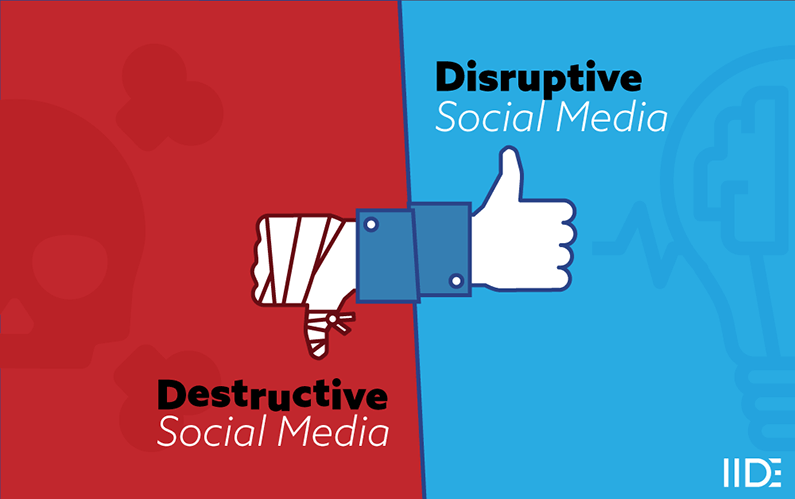 Disruptive
Social Media
Destructive
Social Media
IIDE